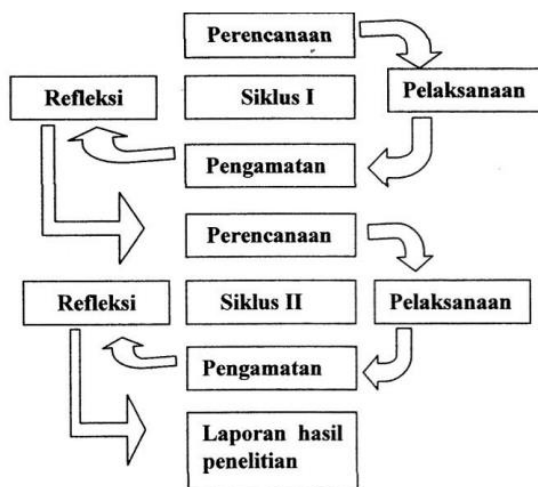 Perencanaan
Refleksi
Siklus I
Pelaksanaan
Pengamatan
Perencanaan
Refleksi
Siklus II
Pelaksanaan
Pengamatan
Laporan hasil
penelitian